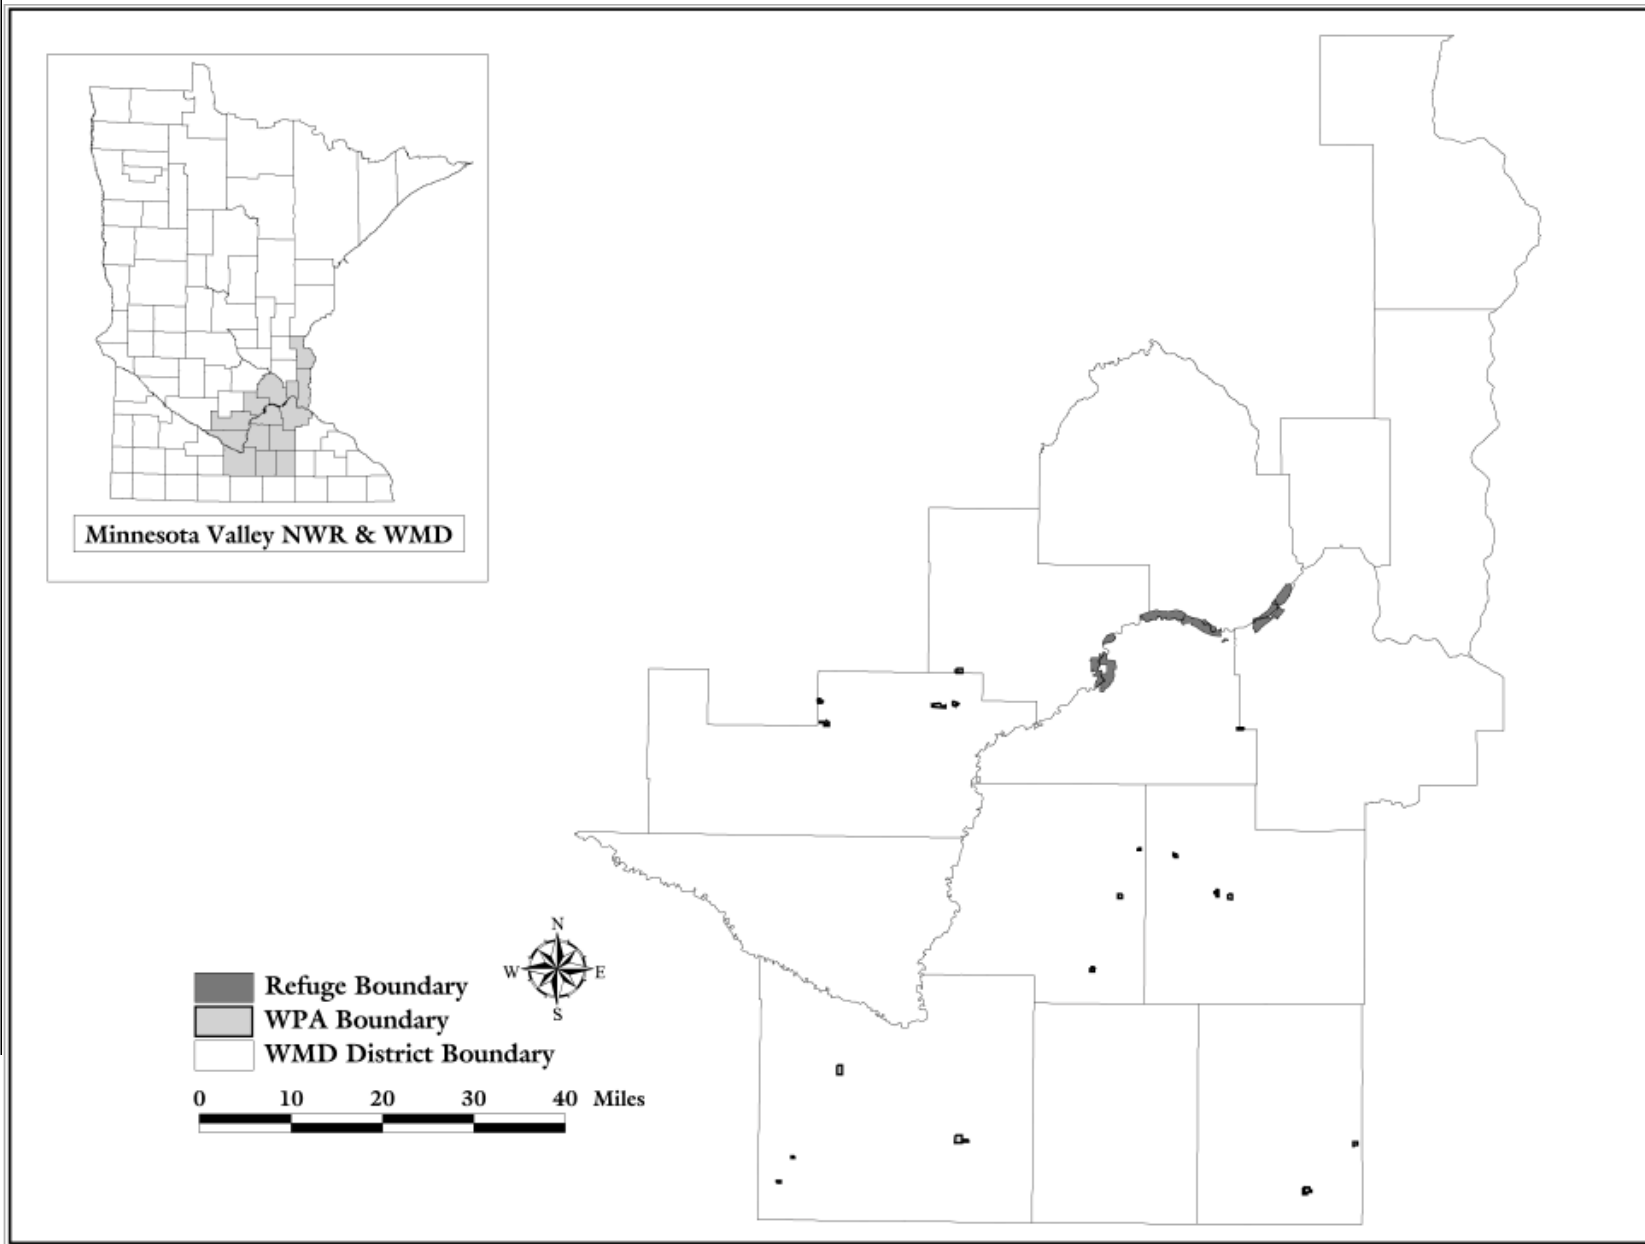 Minnesota Valley NWR & WMD
N
W E
S
Refuge Boundary
WPA Boundary
WMD District Boundary
0 10 20 30 40 Miles